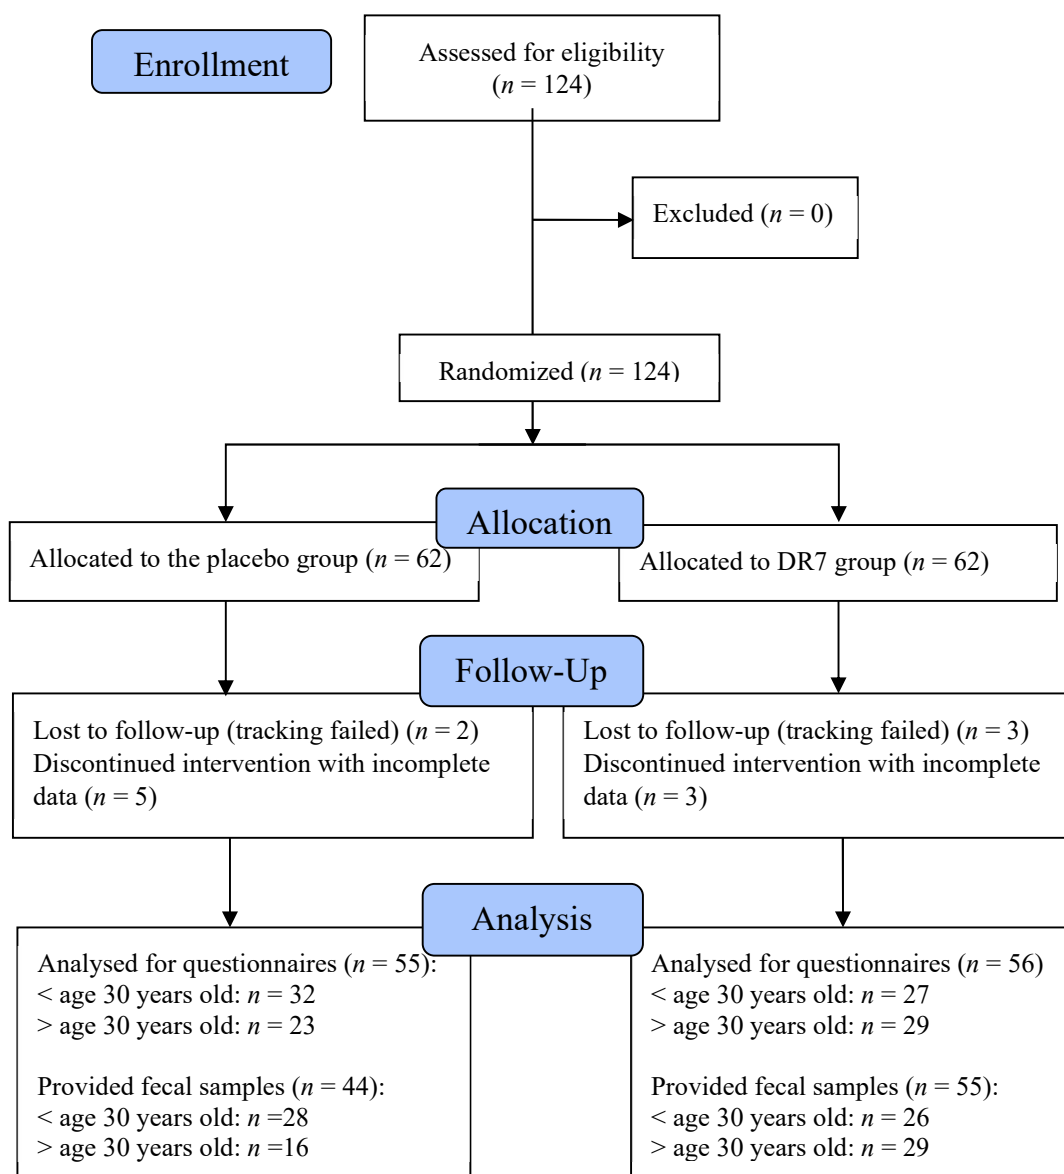 Enrollment
Assessed for eligibility
(n = 124)
Excluded (n = 0)
Randomized (n = 124)
Allocation
Allocated to the placebo group (n = 62)
Allocated to DR7 group (n = 62)
Follow-Up
Lost to follow-up (tracking failed) (n = 2)
Discontinued intervention with incomplete
data (n = 5)
Lost to follow-up (tracking failed) (n = 3)
Discontinued intervention with incomplete
data (n = 3)
Analysis
Analysed for questionnaires (n = 55):
< age 30 years old: n = 32
> age 30 years old: n = 23
Provided fecal samples (n = 44):
< age 30 years old: n =28
> age 30 years old: n =16
Analysed for questionnaires (n = 56)
< age 30 years old: n = 27
> age 30 years old: n = 29
Provided fecal samples (n = 55):
< age 30 years old: n = 26
> age 30 years old: n = 29